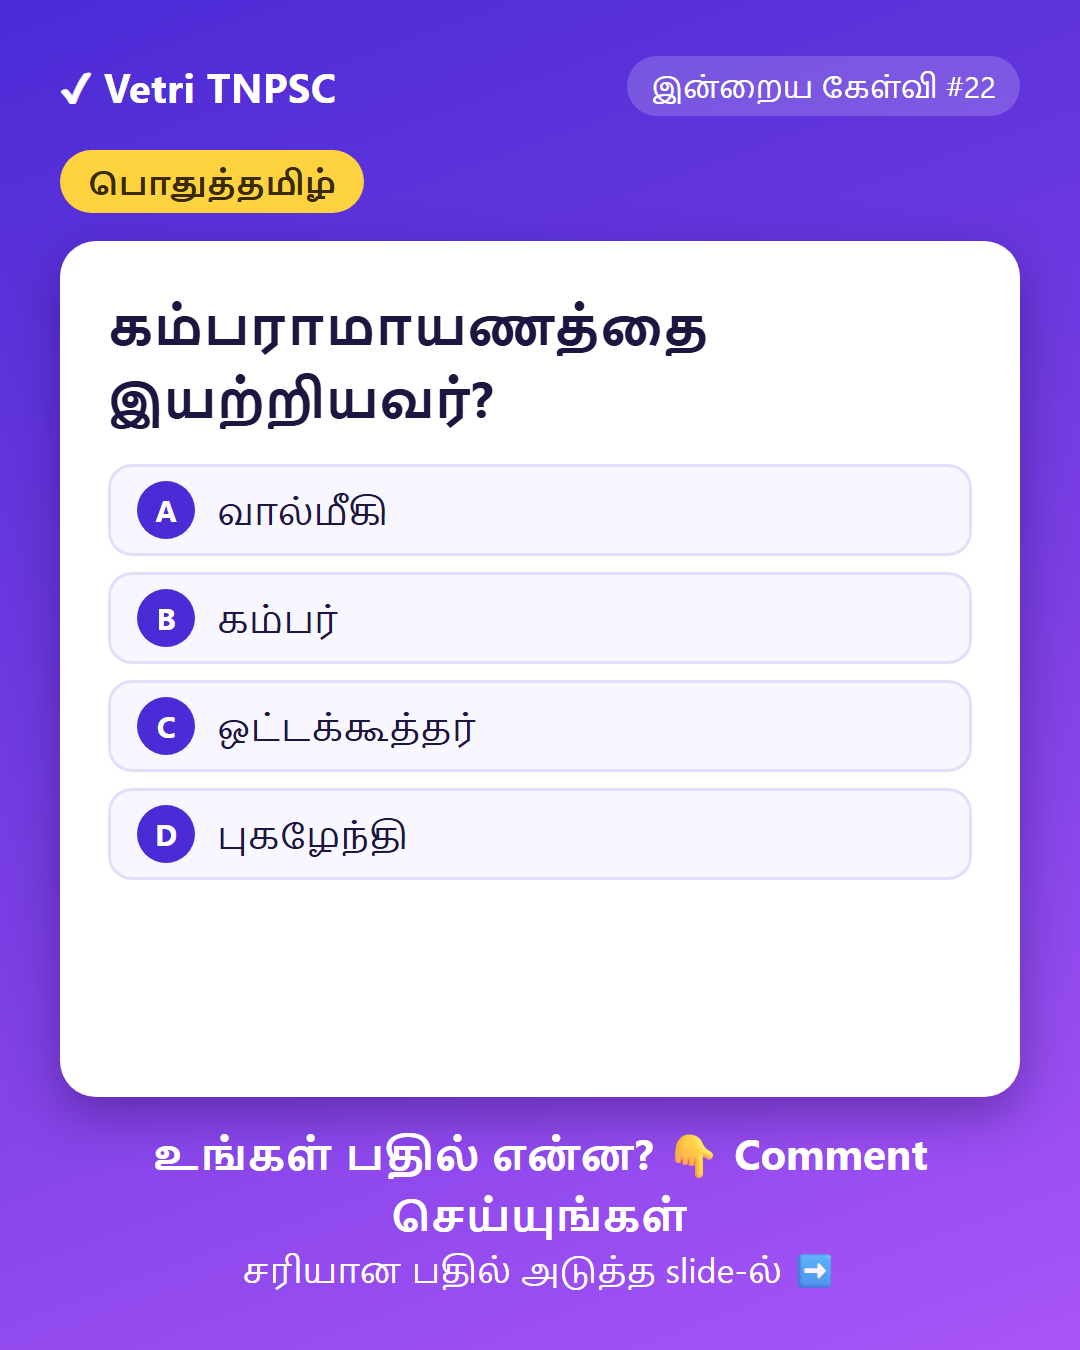 ✔ Vetri TNPSC
இன்றைய கேள்வி #22
பொதுத்தமிழ்
கம்பராமாயணத்தை
இயற்றியவர்?
A வால்மீகி
B கம்பர்
C ஒட்டக்கூத்தர்
D புகழேந்தி
உங்கள் பதில் என்ன? 👇 Comment
செய்யுங்கள்
சரியான பதில் அடுத்த slide-ல் ➡️